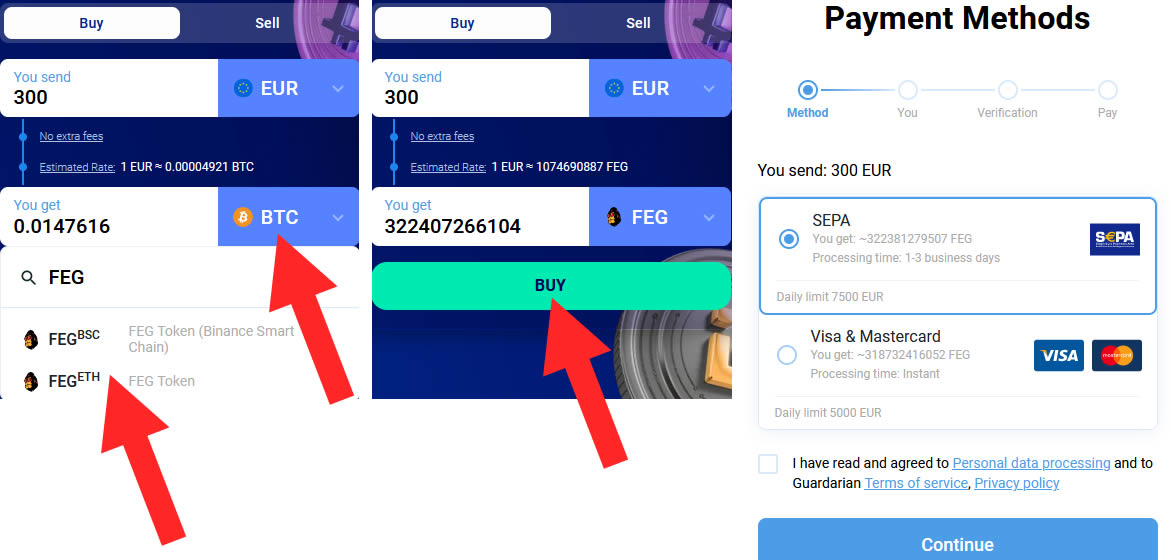 Buy
Sell
You send
300
EUR
No extra fees
Estimated Rate: 1 EUR ≈ 0.00004921 BTC
You get
0.0147616
BTC
FEG
FEGBSC
FEG Token (Binance Smart
Chain)
FEGETH
FEG Token
Buy
Sell
You send
300
EUR
No extra fees
Estimated Rate: 1 EUR ≈ 1074690887 FEG
You get
322407266104
FEG
BUY
Payment Methods
Method
You
Verification
Pay
You send: 300 EUR
SEPA
You get: ~322381279507 FEG
Processing time: 1-3 business days
S€PA
Daily limit 7500 EUR
Visa & Mastercard
You get: ~318732416052 FEG
Processing time: Instant
VISA
mastercard
Daily limit 5000 EUR
I have read and agreed to Personal data processing and to
Guardarian Terms of service, Privacy policy
Continue